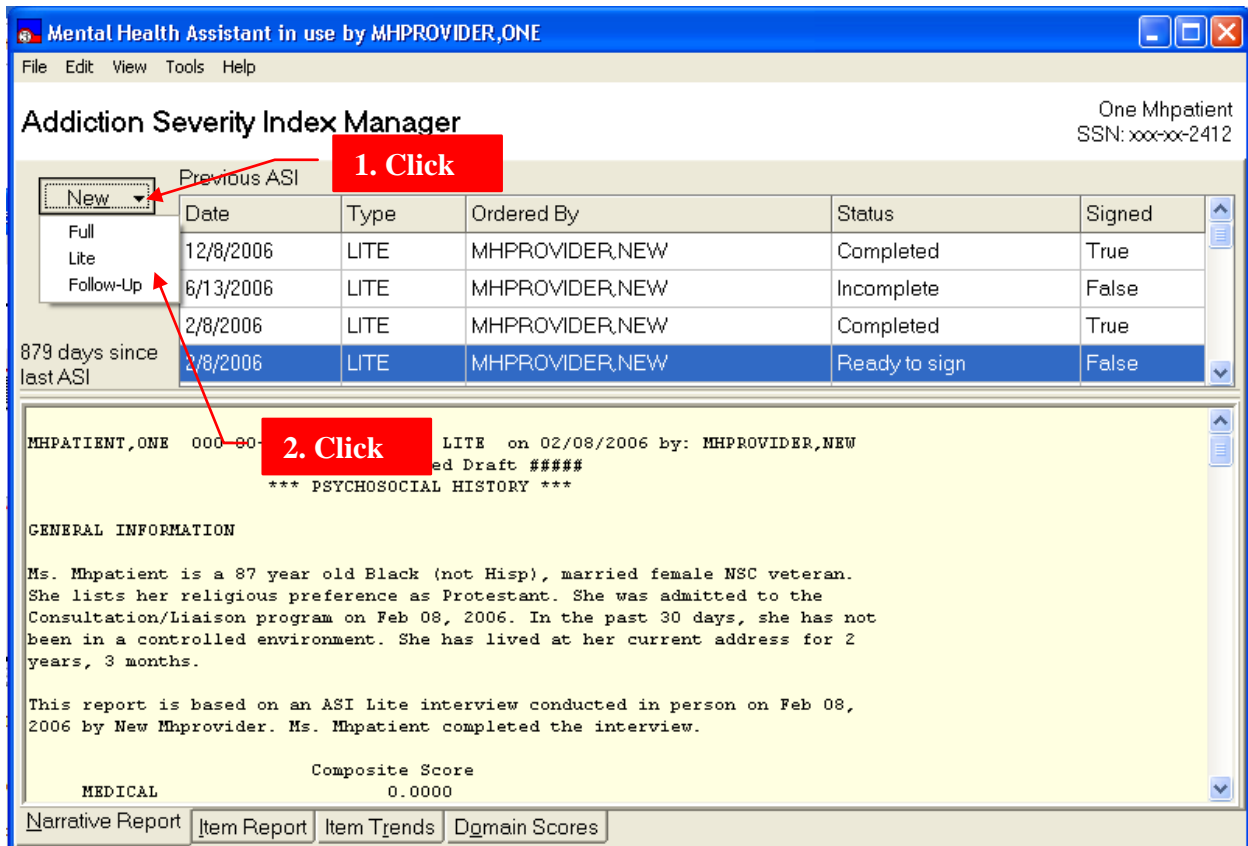 Mental Health Assistant in use by MHPROVIDER,ONE
File Edit View Tools Help
Addiction Severity Index Manager
One Mhpatient
SSN: xxx-xx-2412
1. Click
New
Full
Lite
Follow-Up
879 days since
last ASI
Previous ASI
Date Type Ordered By Status Signed
12/8/2006 LITE MHPROVIDER,NEW Completed True
6/13/2006 LITE MHPROVIDER,NEW Incomplete False
2/8/2006 LITE MHPROVIDER,NEW Completed True
2/8/2006 LITE MHPROVIDER,NEW Ready to sign False
2. Click
MHPATIENT,ONE 000-80- LITE on 02/08/2006 by: MHPROVIDER,NEW
ed Draft #####
*** PSYCHOSOCIAL HISTORY ***
GENERAL INFORMATION
Ms. Mhpatient is a 87 year old Black (not Hisp), married female NSC veteran.
She lists her religious preference as Protestant. She was admitted to the
Consultation/Liaison program on Feb 08, 2006. In the past 30 days, she has not
been in a controlled environment. She has lived at her current address for 2
years, 3 months.
This report is based on an ASI Lite interview conducted in person on Feb 08,
2006 by New Mhprovider. Ms. Mhpatient completed the interview.
Composite Score
MEDICAL 0.0000
Narrative Report Item Report Item Trends Domain Scores